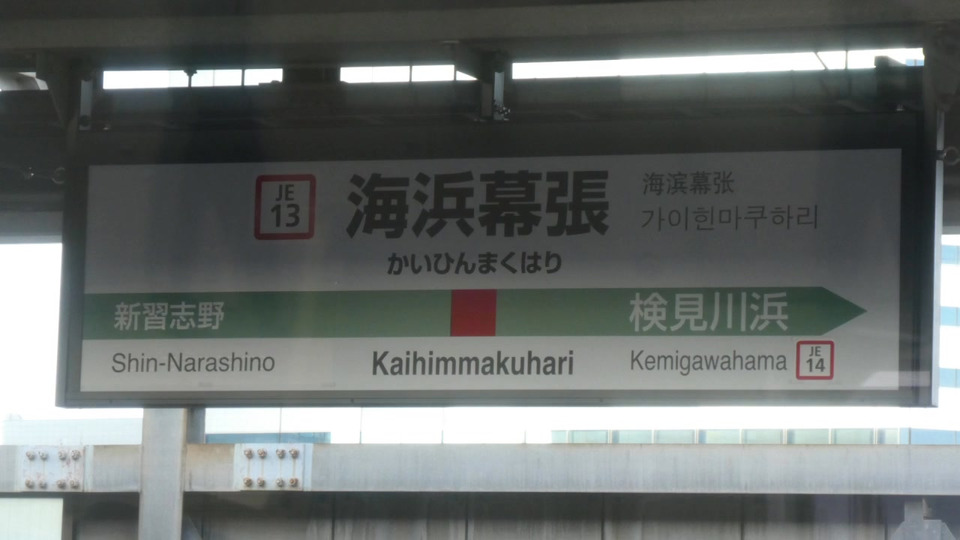 JE
13
海浜幕張
海滨幕张
가이힌마쿠하리
かいひんまくはり
新習志野
検見川浜
Shin-Narashino
Kaihimmakuhari
Kemigawahama
JE
14